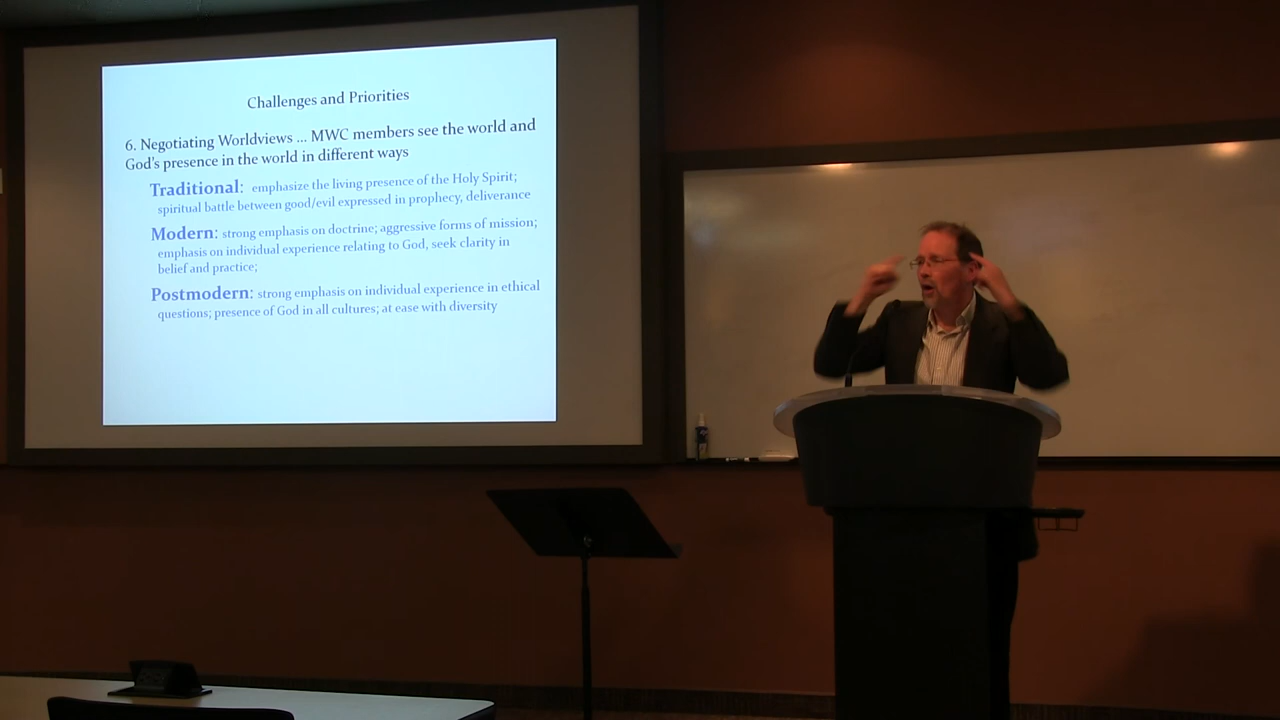 Challenges and Priorities
6. Negotiating Worldviews ... MWC members see the world and
God's presence in the world in different ways
Traditional: emphasize the living presence of the Holy Spirit;
spiritual battle between good/evil expressed in prophecy, deliverance
Modern: strong emphasis on doctrine; aggressive forms of mission;
emphasis on individual experience relating to God, seek clarity in
belief and practice;
Postmodern: strong emphasis on individual experience in ethical
questions; presence of God in all cultures; at ease with diversity